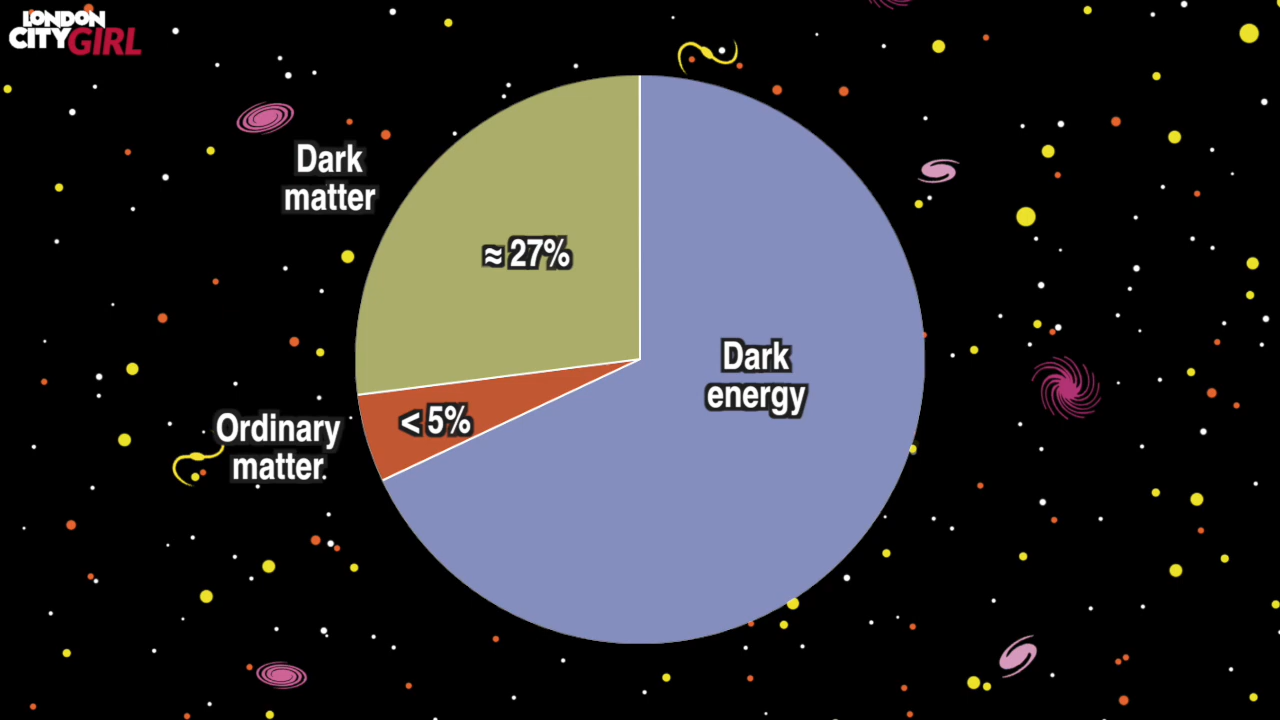 LONDON
CITY GIRL
Dark
matter
≈ 27%
Dark
energy
< 5%
Ordinary
matter